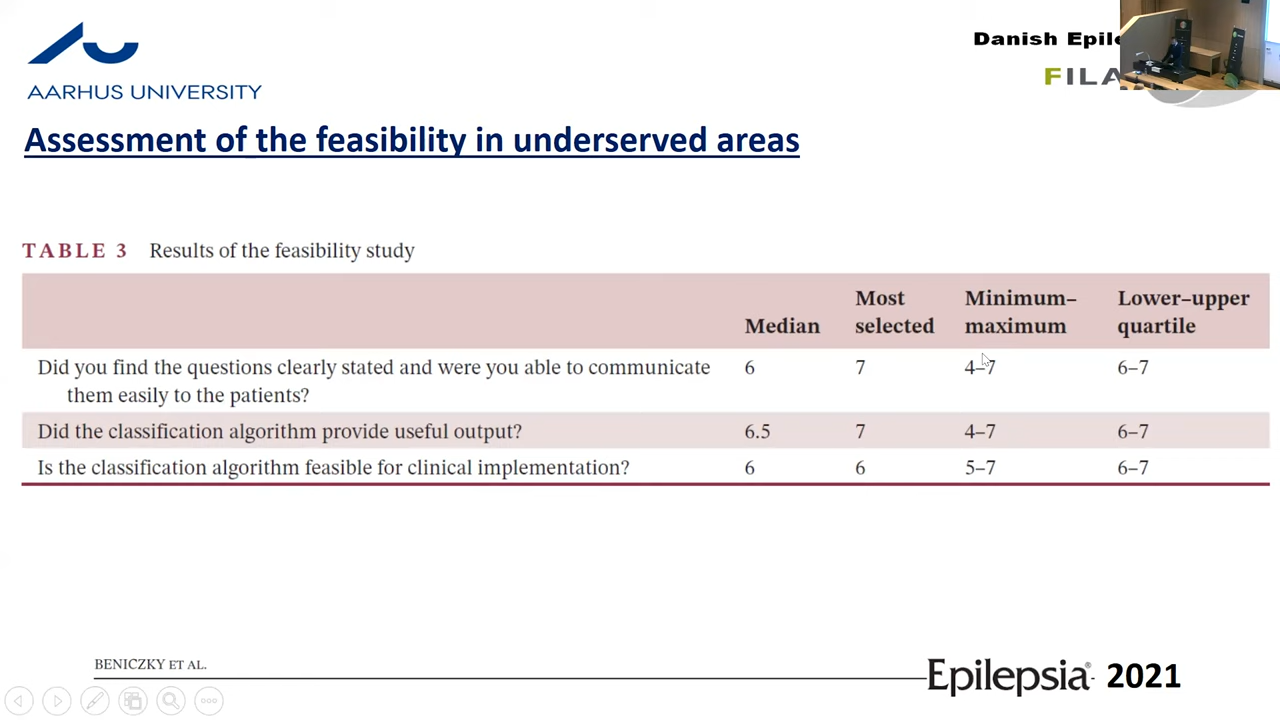 AARHUS UNIVERSITY
Danish
FILA
Assessment of the feasibility in underserved areas
TABLE 3 Results of the feasibility study
Median Most selected Minimum–maximum Lower–upper quartile
Did you find the questions clearly stated and were you able to communicate 6 7 4–7 6–7
them easily to the patients?
Did the classification algorithm provide useful output? 6.5 7 4–7 6–7
Is the classification algorithm feasible for clinical implementation? 6 6 5–7 6–7
BENICZKY ET AL.
Epilepsia® 2021